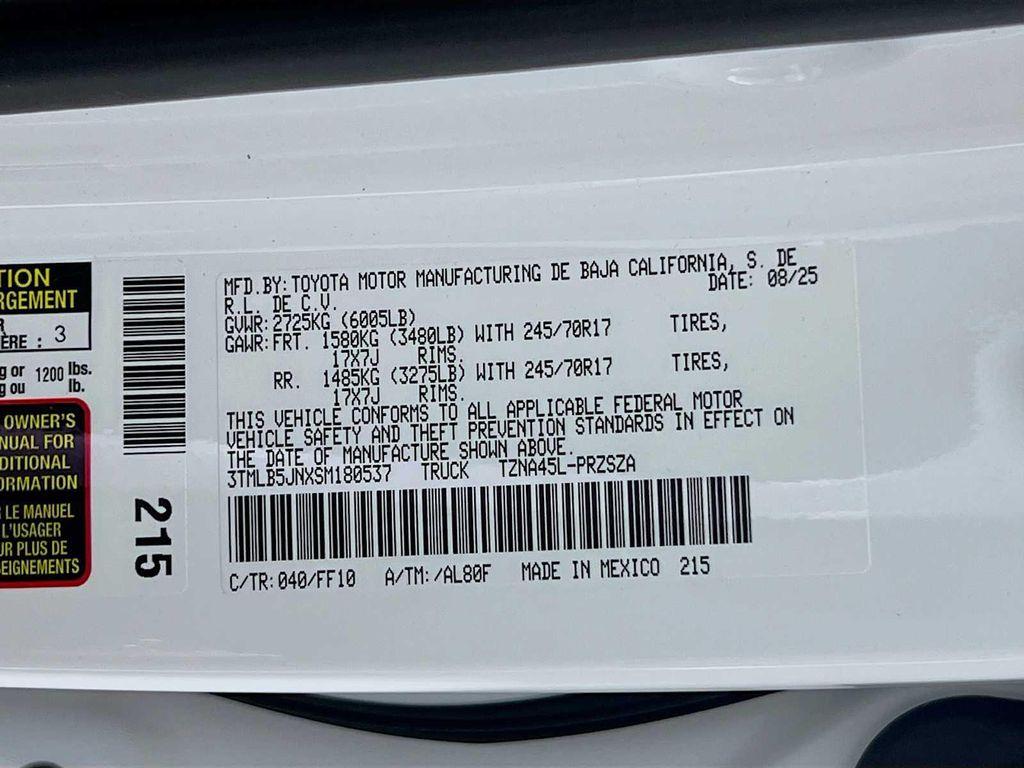 TION
RGEMENT
R
ÈRE : 3
g or 1200 lbs.
g ou lb.
OWNER'S
NUAL FOR
DITIONAL
ORMATION
LE MANUEL
L'USAGER
UR PLUS DE
SEIGNEMENTS
215
MFD.BY: TOYOTA MOTOR MANUFACTURING DE BAJA CALIFORNIA, S. DE
R.L. DE C.V. DATE: 08/25
GVWR: 2725KG (6005LB)
GAWR: FRT. 1580KG (3480LB) WITH 245/70R17 TIRES,
17X7J RIMS.
RR. 1485KG (3275LB) WITH 245/70R17 TIRES,
17X7J RIMS.
THIS VEHICLE CONFORMS TO ALL APPLICABLE FEDERAL MOTOR
VEHICLE SAFETY AND THEFT PREVENTION STANDARDS IN EFFECT ON
THE DATE OF MANUFACTURE SHOWN ABOVE.
3TMLB5JNXSM180537 TRUCK TZNA45L-PRZSZA
C/TR: 040/FF10 A/TM: /AL80F MADE IN MEXICO 215